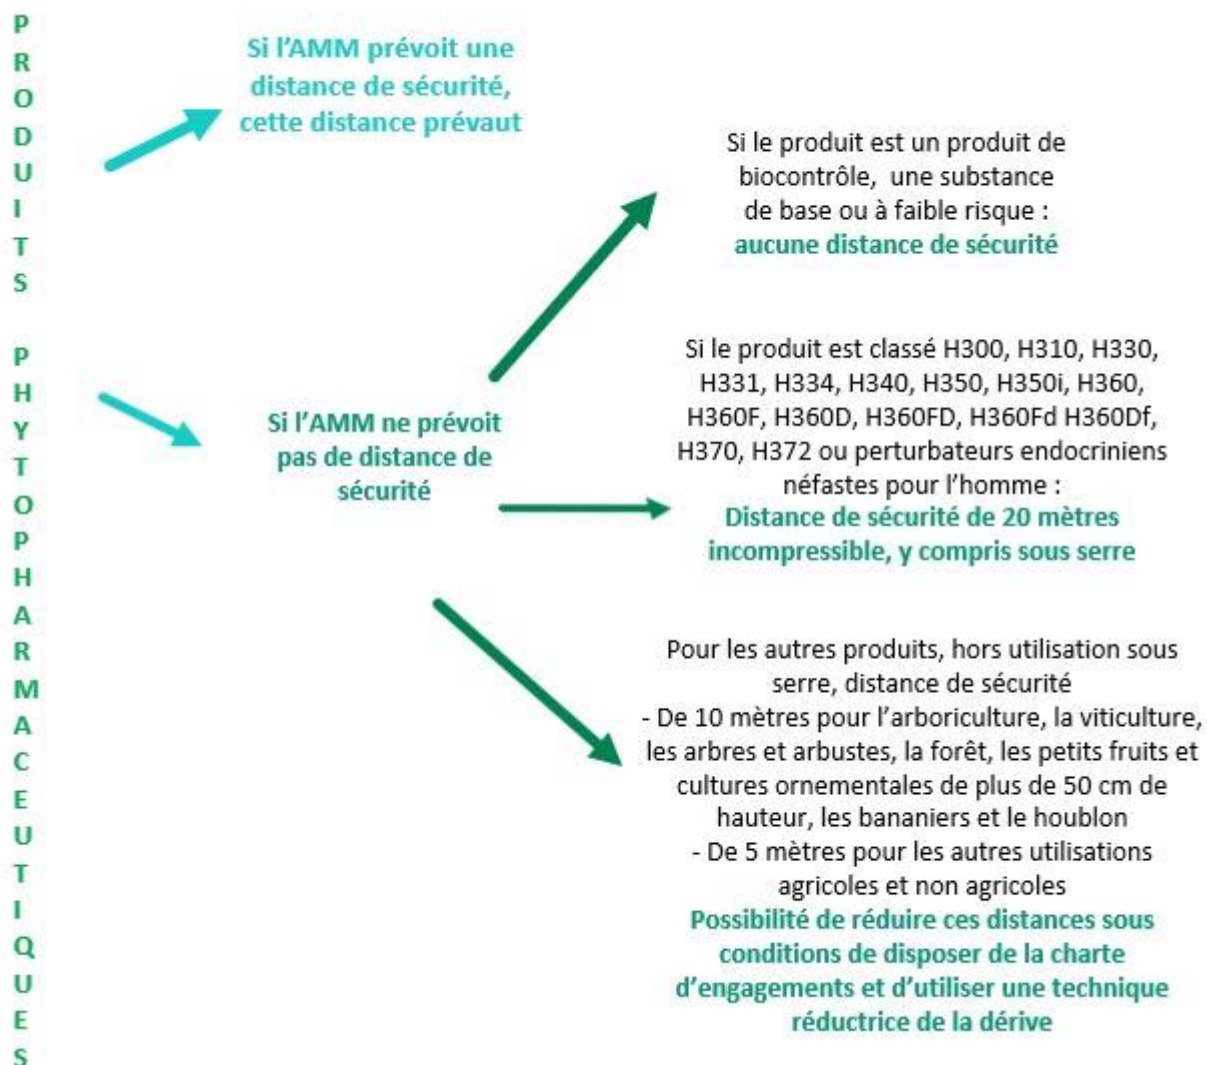 PRODUITS PHYTOPHARMACEUTIQUES
Si l’AMM prévoit une
distance de sécurité,
cette distance prévaut
Si l’AMM ne prévoit
pas de distance de
sécurité
Si le produit est un produit de
biocontrôle, une substance
de base ou à faible risque :
aucune distance de sécurité
Si le produit est classé H300, H310, H330,
H331, H334, H340, H350, H350i, H360,
H360F, H360D, H360FD, H360Fd H360Df,
H370, H372 ou perturbateurs endocriniens
néfastes pour l’homme :
Distance de sécurité de 20 mètres
incompressible, y compris sous serre
Pour les autres produits, hors utilisation sous
serre, distance de sécurité
- De 10 mètres pour l’arboriculture, la viticulture,
les arbres et arbustes, la forêt, les petits fruits et
cultures ornementales de plus de 50 cm de
hauteur, les bananiers et le houblon
- De 5 mètres pour les autres utilisations
agricoles et non agricoles
Possibilité de réduire ces distances sous
conditions de disposer de la charte
d’engagements et d’utiliser une technique
réductrice de la dérive